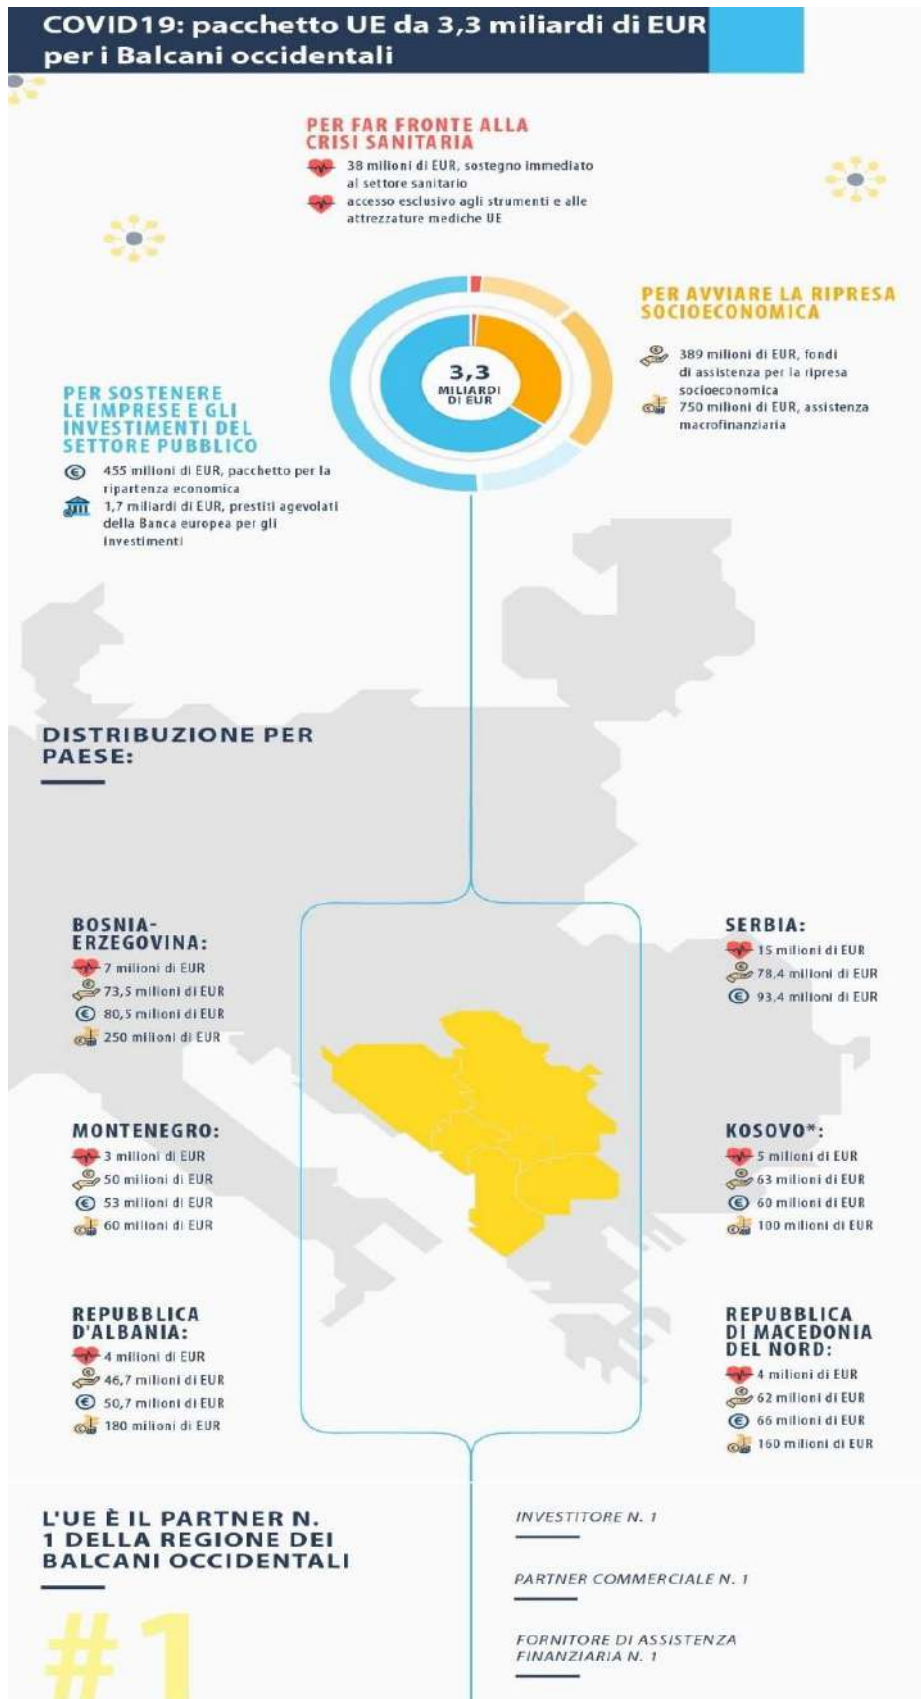 COVID19: pacchetto UE da 3,3 miliardi di EUR
per i Balcani occidentali
PER FAR FRONTE ALLA
CRISI SANITARIA
38 milioni di EUR, sostegno immediato
al settore sanitario
accesso esclusivo agli strumenti e alle
attrezzature mediche UE
PER AVVIARE LA RIPRESA
SOCIOECONOMICA
389 milioni di EUR, fondi
di assistenza per la ripresa
socioeconomica
750 milioni di EUR, assistenza
macrofinanziaria
3,3
MILIARDI
DI EUR
PER SOSTENERE
LE IMPRESE E GLI
INVESTIMENTI DEL
SETTORE PUBBLICO
455 milioni di EUR, pacchetto per la
ripartenza economica
1,7 miliardi di EUR, prestiti agevolati
della Banca europea per gli
investimenti
DISTRIBUZIONE PER
PAESE:
BOSNIA-
ERZEGOVINA:
7 milioni di EUR
73,5 milioni di EUR
80,5 milioni di EUR
250 milioni di EUR
SERBIA:
15 milioni di EUR
78,4 milioni di EUR
93,4 milioni di EUR
MONTENEGRO:
3 milioni di EUR
50 milioni di EUR
53 milioni di EUR
60 milioni di EUR
KOSOVO*:
5 milioni di EUR
63 milioni di EUR
60 milioni di EUR
100 milioni di EUR
REPUBBLICA
D'ALBANIA:
4 milioni di EUR
46,7 milioni di EUR
50,7 milioni di EUR
180 milioni di EUR
REPUBBLICA
DI MACEDONIA
DEL NORD:
4 milioni di EUR
62 milioni di EUR
66 milioni di EUR
160 milioni di EUR
L'UE È IL PARTNER N.
1 DELLA REGIONE DEI
BALCANI OCCIDENTALI
#1
INVESTITORE N. 1
PARTNER COMMERCIALE N. 1
FORNITORE DI ASSISTENZA
FINANZIARIA N. 1